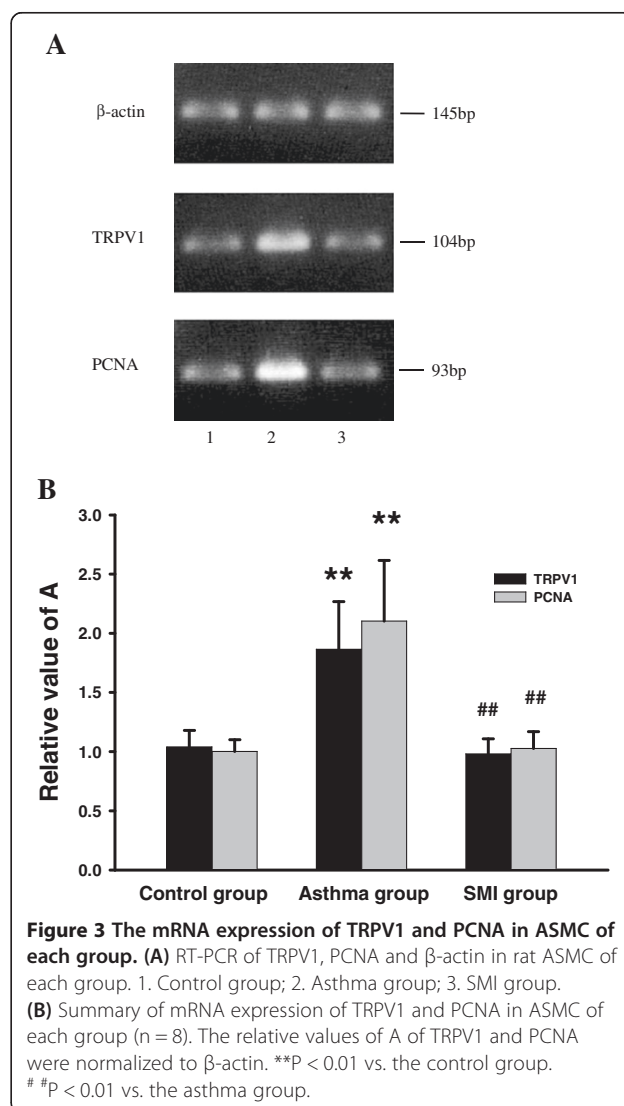 A
β-actin
145bp
TRPV1
104bp
PCNA
93bp
1 2 3
B
Relative value of A
3.0
2.5
2.0
1.5
1.0
0.5
0.0
** **
TRPV1
PCNA
## ##
Control group Asthma group SMI group
Figure 3 The mRNA expression of TRPV1 and PCNA in ASMC of
each group. (A) RT-PCR of TRPV1, PCNA and β-actin in rat ASMC of
each group. 1. Control group; 2. Asthma group; 3. SMI group.
(B) Summary of mRNA expression of TRPV1 and PCNA in ASMC of
each group (n = 8). The relative values of A of TRPV1 and PCNA
were normalized to β-actin. **P < 0.01 vs. the control group.
# #P < 0.01 vs. the asthma group.